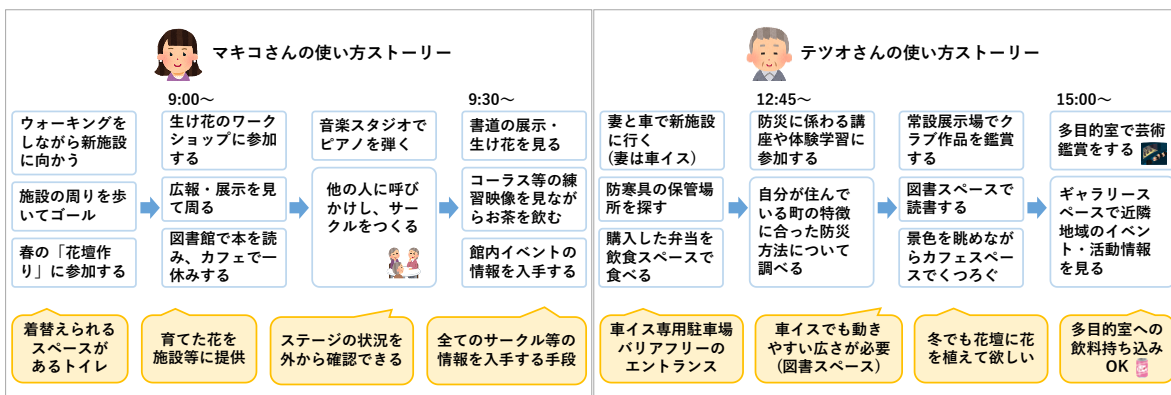 マキコさんの使い方ストーリー
ウォーキングを
しながら新施設
に向かう
施設の周りを歩
いてゴール
春の「花壇作
り」に参加する
9:00～
生け花のワーク
ショップに参加
する
広報・展示を見
て周る
図書館で本を読
み、カフェで一
休みする
音楽スタジオで
ピアノを弾く
他の人に呼び
かけし、サー
クルをつくる
9:30～
書道の展示・
生け花を見る
コーラス等の練
習映像を見なが
らお茶を飲む
館内イベントの
情報を入手する
着替えられる
スペースが
あるトイレ
育てた花を
施設等に提供
ステージの状況を
外から確認できる
全てのサークル等の
情報を入手する手段
テツオさんの使い方ストーリー
妻と車で新施設
に行く
(妻は車イス)
防寒具の保管場
所を探す
購入した弁当を
飲食スペースで
食べる
12:45～
防災に係わる講
座や体験学習に
参加する
自分が住んで
いる町の特徴
に合った防災
方法について
調べる
常設展示場でク
ラブ作品を鑑賞
する
図書スペースで
読書する
景色を眺めなが
らカフェスペー
スでくつろぐ
15:00～
多目的室で芸術
鑑賞をする
ギャラリース
ペースで近隣
地域のイベン
ト・活動情報
を見る
車イス専用駐車場
バリアフリーの
エントランス
車イスでも動き
やすい広さが必要
(図書スペース)
冬でも花壇に花
を植えて欲しい
多目的室への
飲料持ち込み
OK